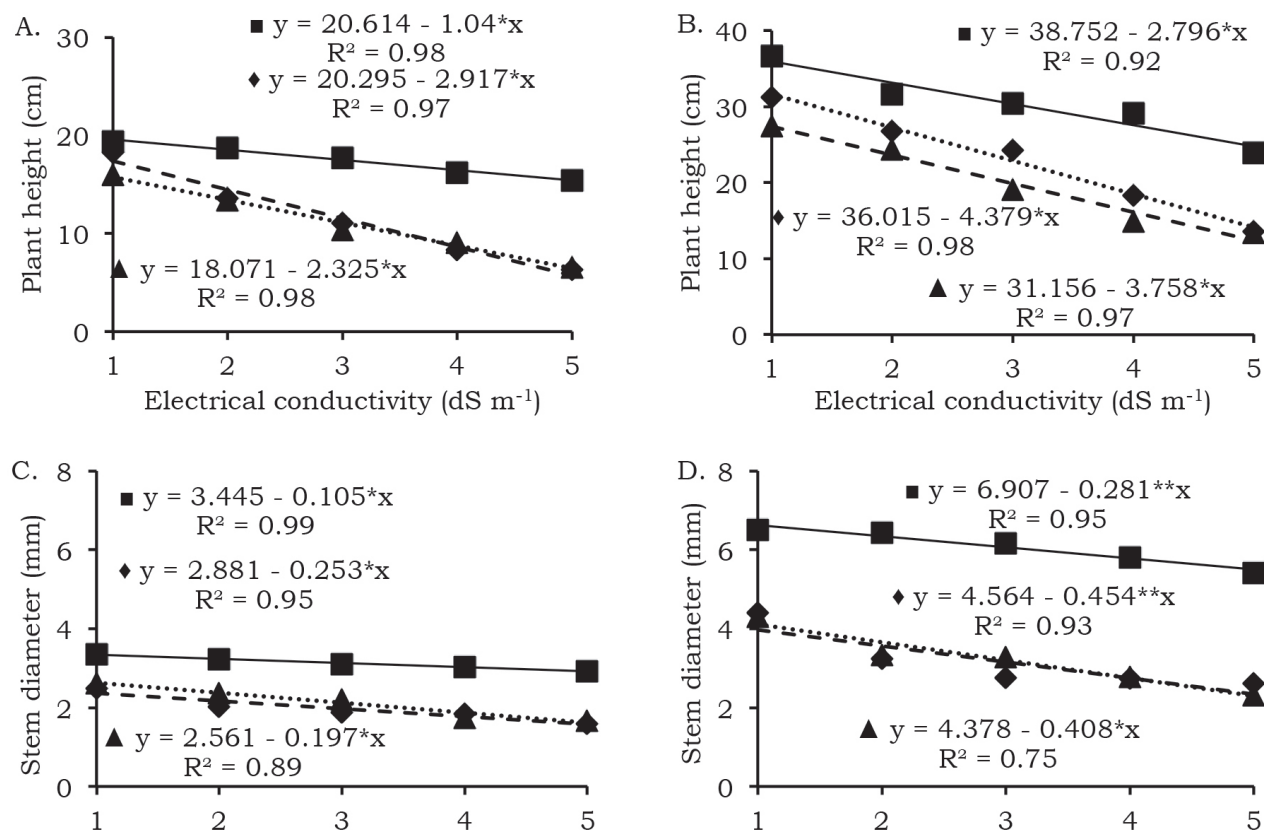 A.
■ y = 20.614 - 1.04*x
R² = 0.98
◆ y = 20.295 - 2.917*x
R² = 0.97
▲ y = 18.071 - 2.325*x
R² = 0.98
Plant height (cm)
30
20
10
0
1 2 3 4 5
Electrical conductivity (dS m⁻¹)
B.
■ y = 38.752 - 2.796*x
R² = 0.92
◆ y = 36.015 - 4.379*x
R² = 0.98
▲ y = 31.156 - 3.758*x
R² = 0.97
Plant height (cm)
40
30
20
10
0
1 2 3 4 5
Electrical conductivity (dS m⁻¹)
C.
■ y = 3.445 - 0.105*x
R² = 0.99
◆ y = 2.881 - 0.253*x
R² = 0.95
▲ y = 2.561 - 0.197*x
R² = 0.89
Stem diameter (mm)
8
6
4
2
0
1 2 3 4 5
D.
■ y = 6.907 - 0.281**x
R² = 0.95
◆ y = 4.564 - 0.454**x
R² = 0.93
▲ y = 4.378 - 0.408*x
R² = 0.75
Stem diameter (mm)
8
6
4
2
0
1 2 3 4 5